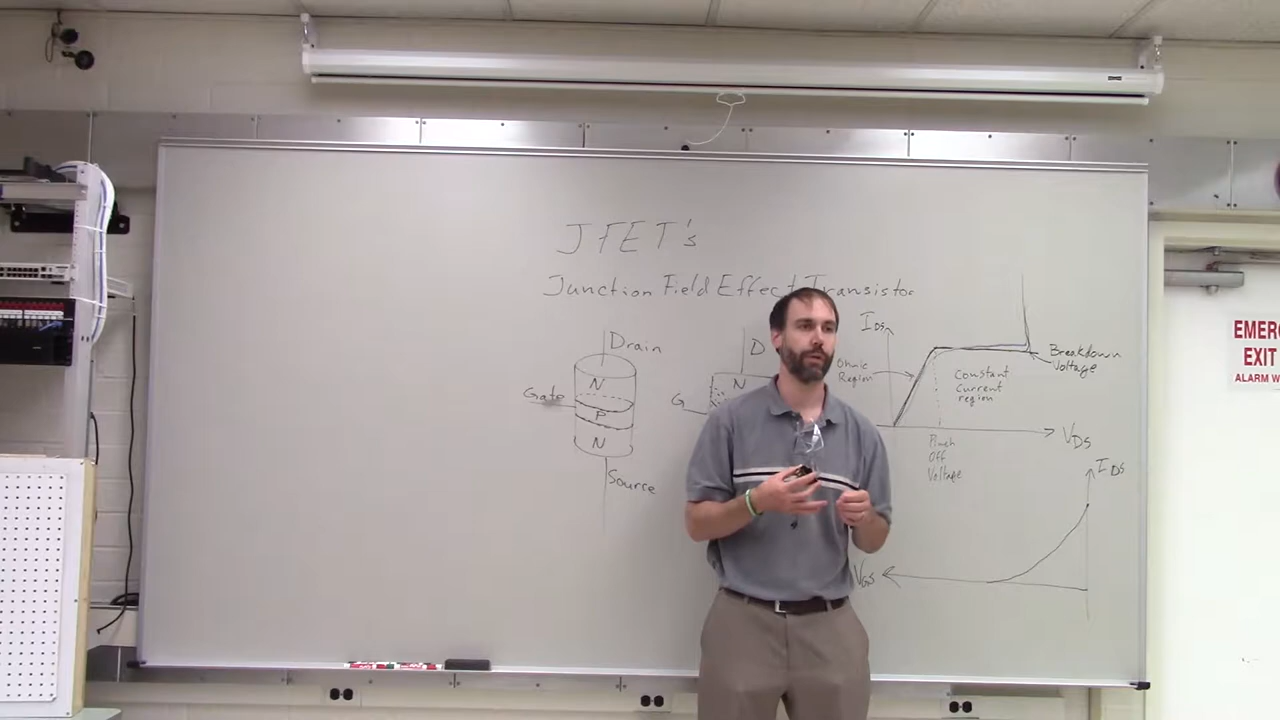 JFET's
Junction Field Effect Transistor
Drain
N
Gate
P
N
Source
D
N
G
IDS
Ohmic
Region
Breakdown
Voltage
Constant
Current
region
VDS
Pinch
Off
Voltage
IDS
VGS
EMERG
EXIT
ALARM W